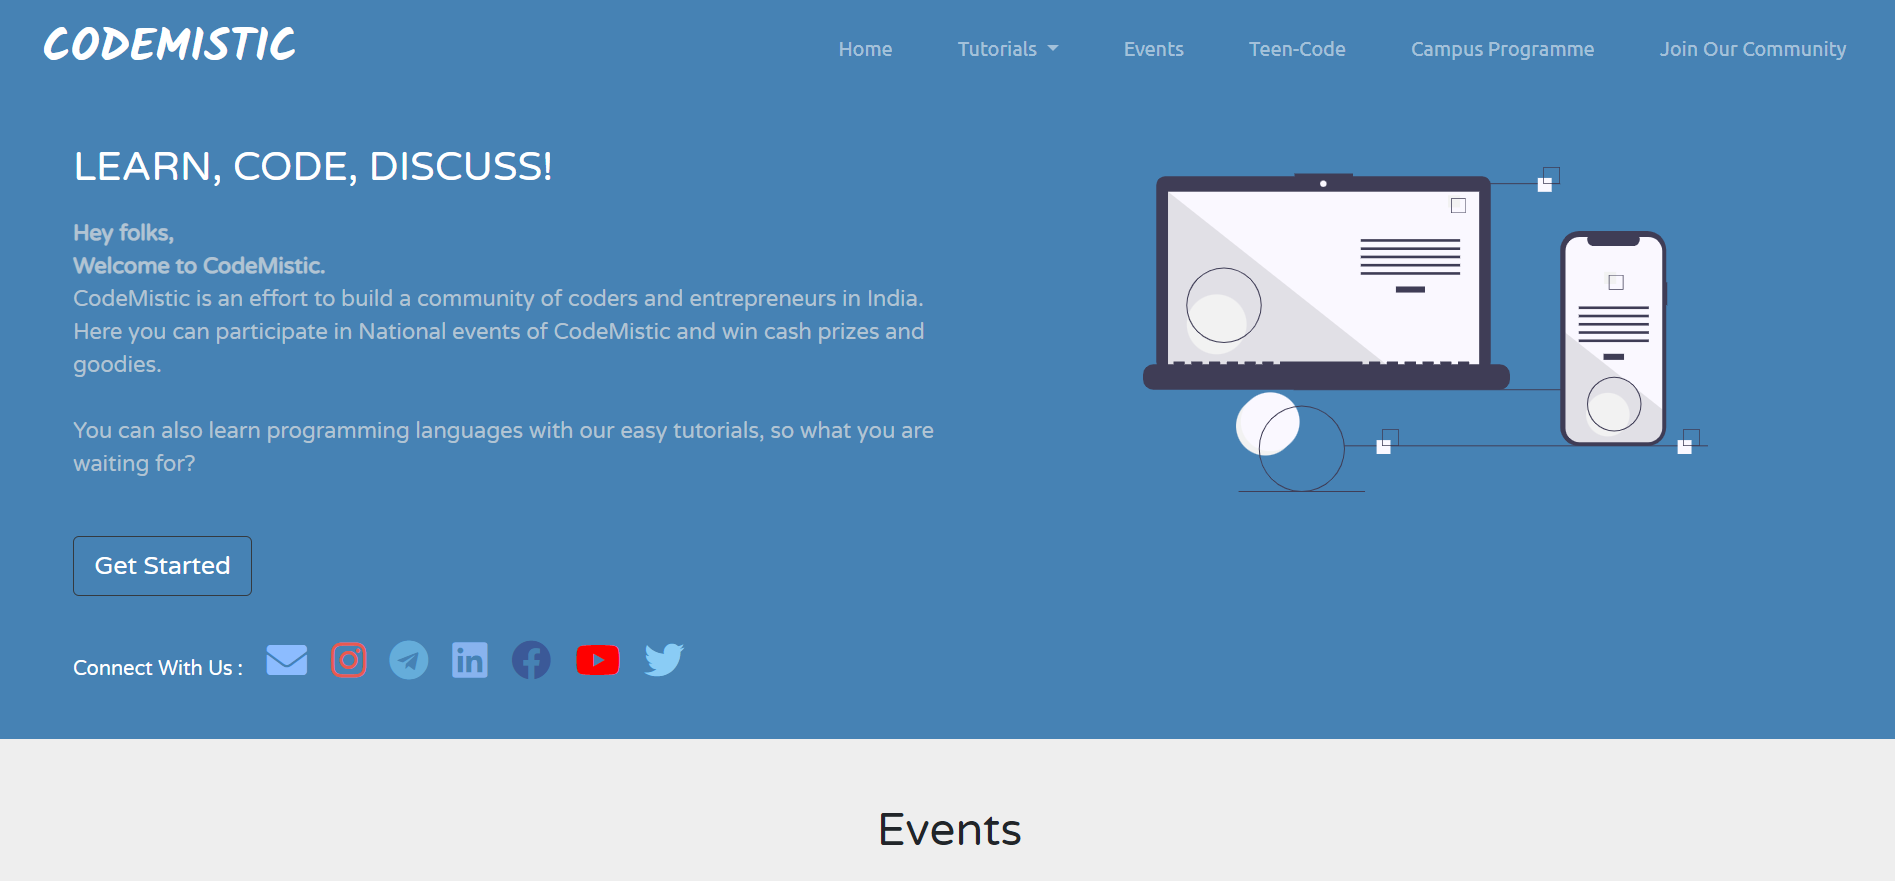 CODEMISTIC
Home Tutorials Events Teen-Code Campus Programme Join Our Community
LEARN, CODE, DISCUSS!
Hey folks,
Welcome to CodeMistic.
CodeMistic is an effort to build a community of coders and entrepreneurs in India.
Here you can participate in National events of CodeMistic and win cash prizes and
goodies.
You can also learn programming languages with our easy tutorials, so what you are
waiting for?
Get Started
Connect With Us :
Events